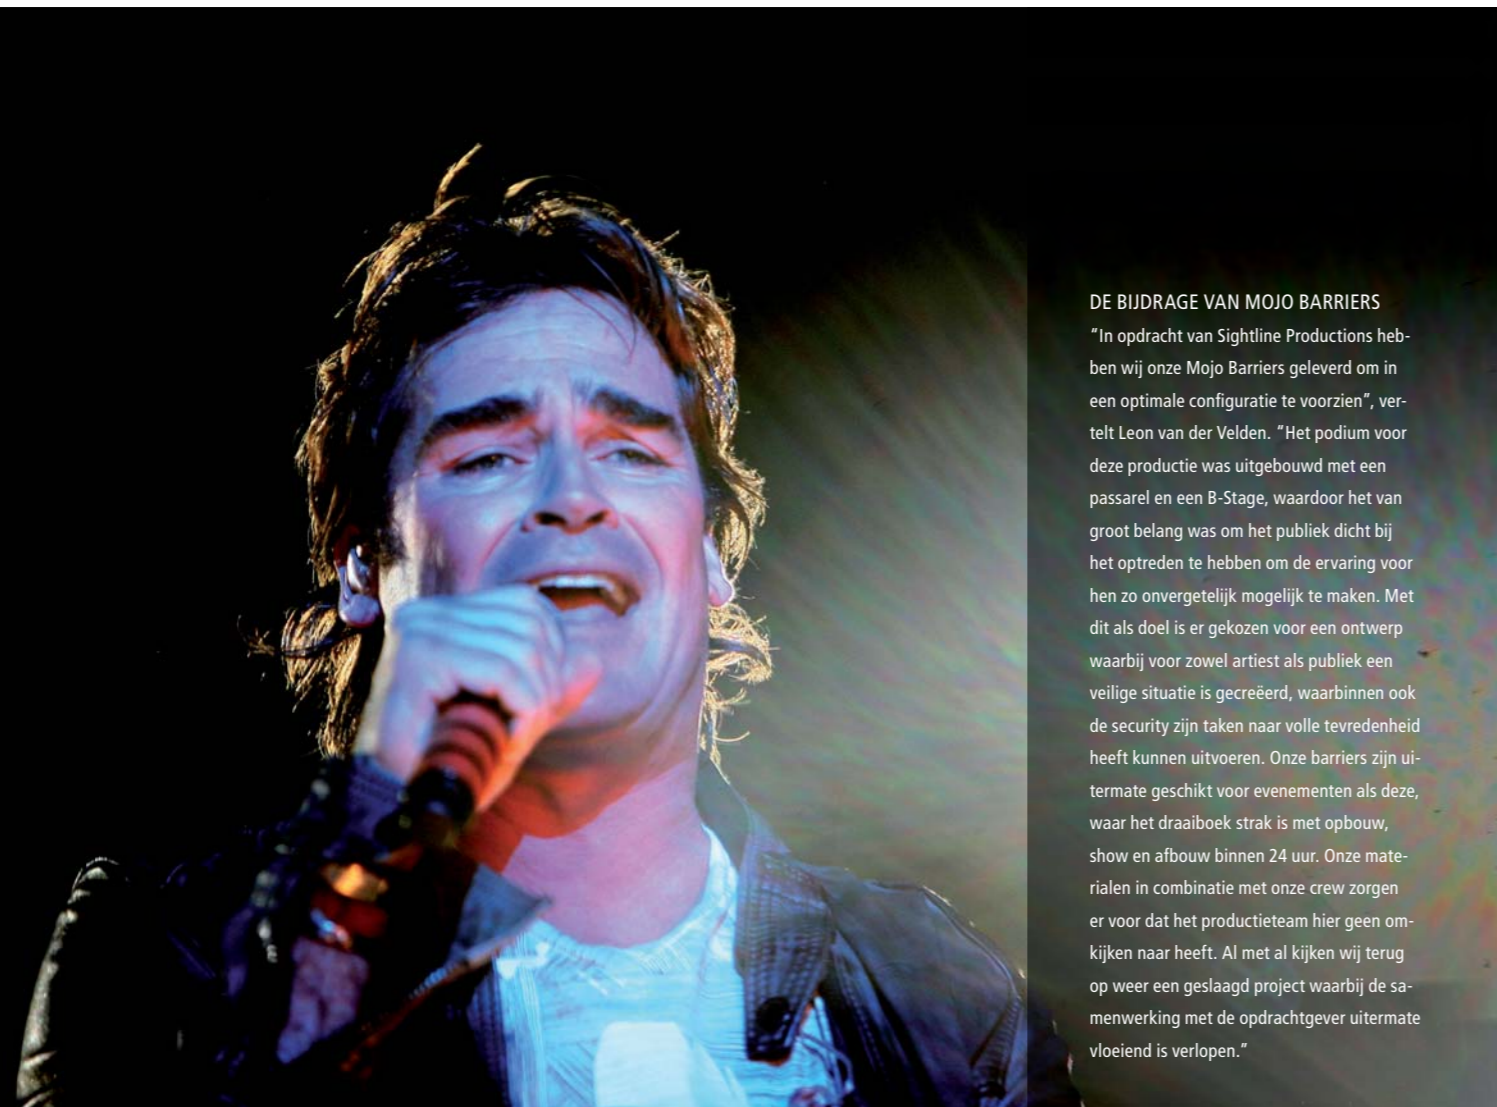 DE BIJDRAGE VAN MOJO BARRIERS
“In opdracht van Sightline Productions heb-
ben wij onze Mojo Barriers geleverd om in
een optimale configuratie te voorzien”, ver-
telt Leon van der Velden. “Het podium voor
deze productie was uitgebouwd met een
passarel en een B-Stage, waardoor het van
groot belang was om het publiek dicht bij
het optreden te hebben om de ervaring voor
hen zo onvergetelijk mogelijk te maken. Met
dit als doel is er gekozen voor een ontwerp
waarbij voor zowel artiest als publiek een
veilige situatie is gecreëerd, waarbinnen ook
de security zijn taken naar volle tevredenheid
heeft kunnen uitvoeren. Onze barriers zijn ui-
termate geschikt voor evenementen als deze,
waar het draaiboek strak is met opbouw,
show en afbouw binnen 24 uur. Onze mate-
rialen in combinatie met onze crew zorgen
er voor dat het productieteam hier geen om-
kijken naar heeft. Al met al kijken wij terug
op weer een geslaagd project waarbij de sa-
menwerking met de opdrachtgever uitermate
vloeiend is verlopen.”